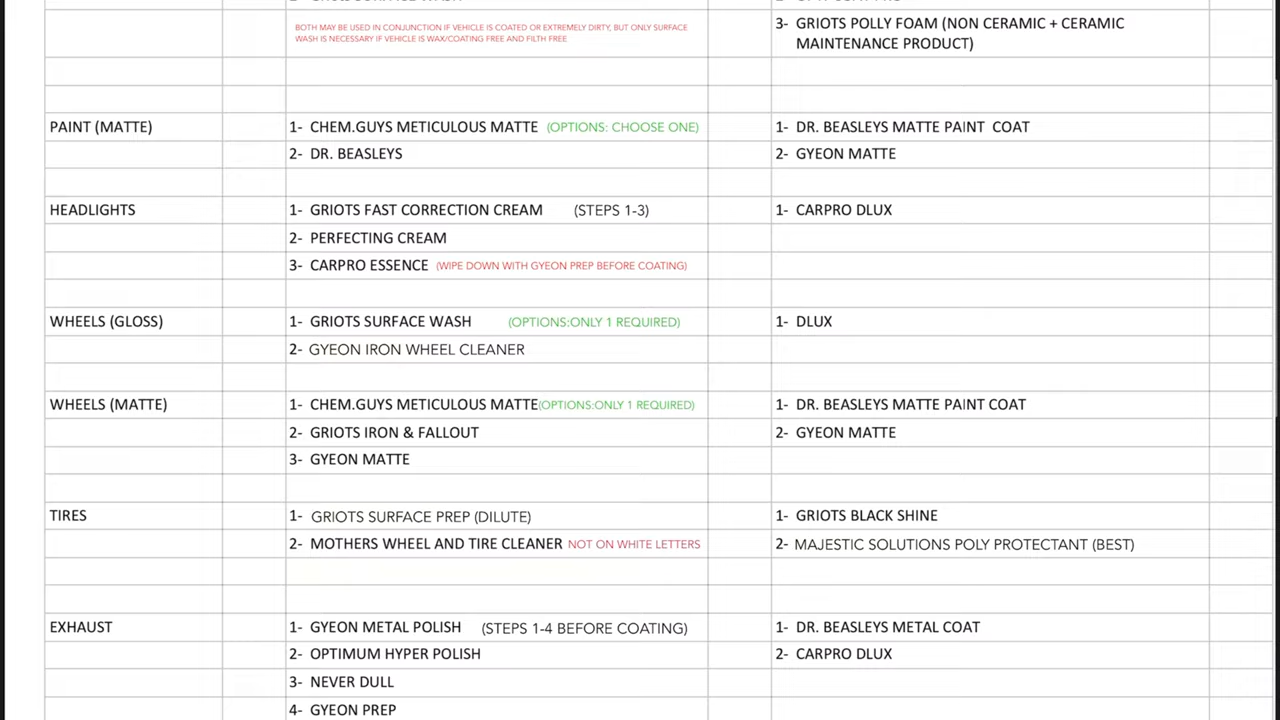 BOTH MAY BE USED IN CONJUNCTION IF VEHICLE IS COATED OR EXTREMELY DIRTY, BUT ONLY SURFACE
WASH IS NECESSARY IF VEHICLE IS WAX/COATING FREE AND FILTH FREE
3- GRIOTS POLLY FOAM (NON CERAMIC + CERAMIC
MAINTENANCE PRODUCT)
PAINT (MATTE) 1- CHEM.GUYS METICULOUS MATTE (OPTIONS: CHOOSE ONE) 1- DR. BEASLEYS MATTE PAINT COAT
2- DR. BEASLEYS 2- GYEON MATTE
HEADLIGHTS 1- GRIOTS FAST CORRECTION CREAM (STEPS 1-3) 1- CARPRO DLUX
2- PERFECTING CREAM
3- CARPRO ESSENCE (WIPE DOWN WITH GYEON PREP BEFORE COATING)
WHEELS (GLOSS) 1- GRIOTS SURFACE WASH (OPTIONS:ONLY 1 REQUIRED) 1- DLUX
2- GYEON IRON WHEEL CLEANER
WHEELS (MATTE) 1- CHEM.GUYS METICULOUS MATTE(OPTIONS:ONLY 1 REQUIRED) 1- DR. BEASLEYS MATTE PAINT COAT
2- GRIOTS IRON & FALLOUT 2- GYEON MATTE
3- GYEON MATTE
TIRES 1- GRIOTS SURFACE PREP (DILUTE) 1- GRIOTS BLACK SHINE
2- MOTHERS WHEEL AND TIRE CLEANER NOT ON WHITE LETTERS 2- MAJESTIC SOLUTIONS POLY PROTECTANT (BEST)
EXHAUST 1- GYEON METAL POLISH (STEPS 1-4 BEFORE COATING) 1- DR. BEASLEYS METAL COAT
2- OPTIMUM HYPER POLISH 2- CARPRO DLUX
3- NEVER DULL
4- GYEON PREP